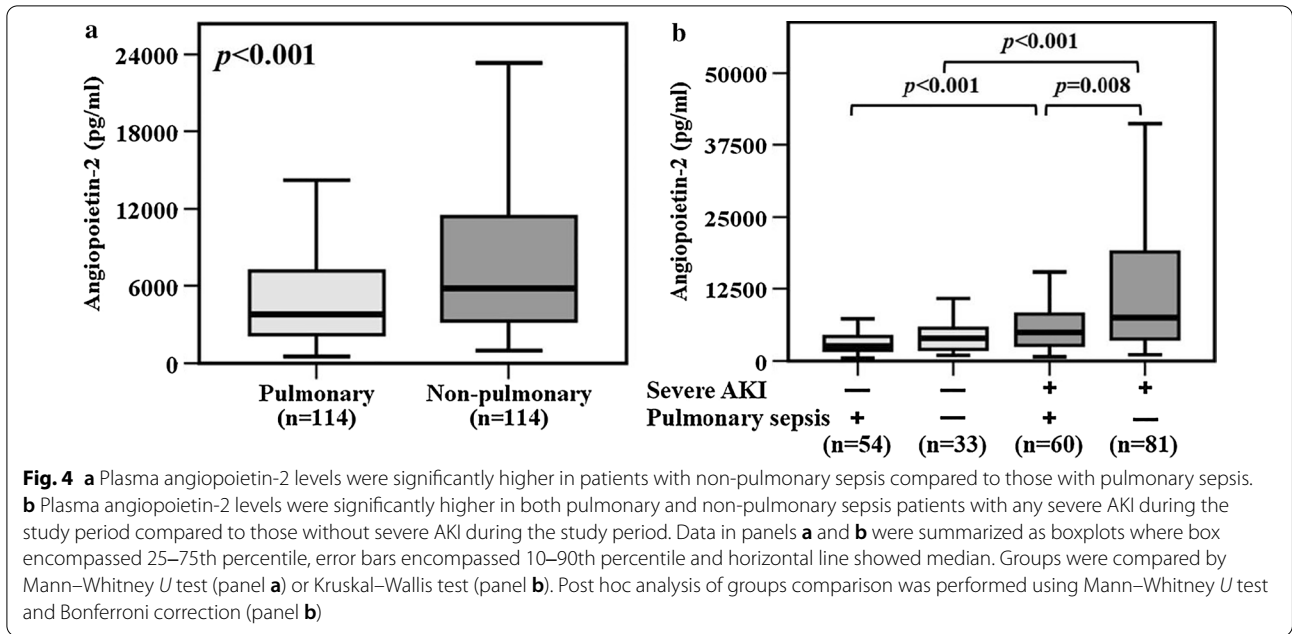 a
p<0.001
24000
18000
12000
6000
0
Angiopoietin-2 (pg/ml)
Pulmonary Non-pulmonary
(n=114) (n=114)
b
p<0.001
p<0.001 p=0.008
50000
37500
25000
12500
0
Angiopoietin-2 (pg/ml)
Severe AKI — — + +
Pulmonary sepsis + — + —
(n=54) (n=33) (n=60) (n=81)
Fig. 4 a Plasma angiopoietin-2 levels were significantly higher in patients with non-pulmonary sepsis compared to those with pulmonary sepsis.
b Plasma angiopoietin-2 levels were significantly higher in both pulmonary and non-pulmonary sepsis patients with any severe AKI during the
study period compared to those without severe AKI during the study period. Data in panels a and b were summarized as boxplots where box
encompassed 25–75th percentile, error bars encompassed 10–90th percentile and horizontal line showed median. Groups were compared by
Mann–Whitney U test (panel a) or Kruskal–Wallis test (panel b). Post hoc analysis of groups comparison was performed using Mann–Whitney U test
and Bonferroni correction (panel b)